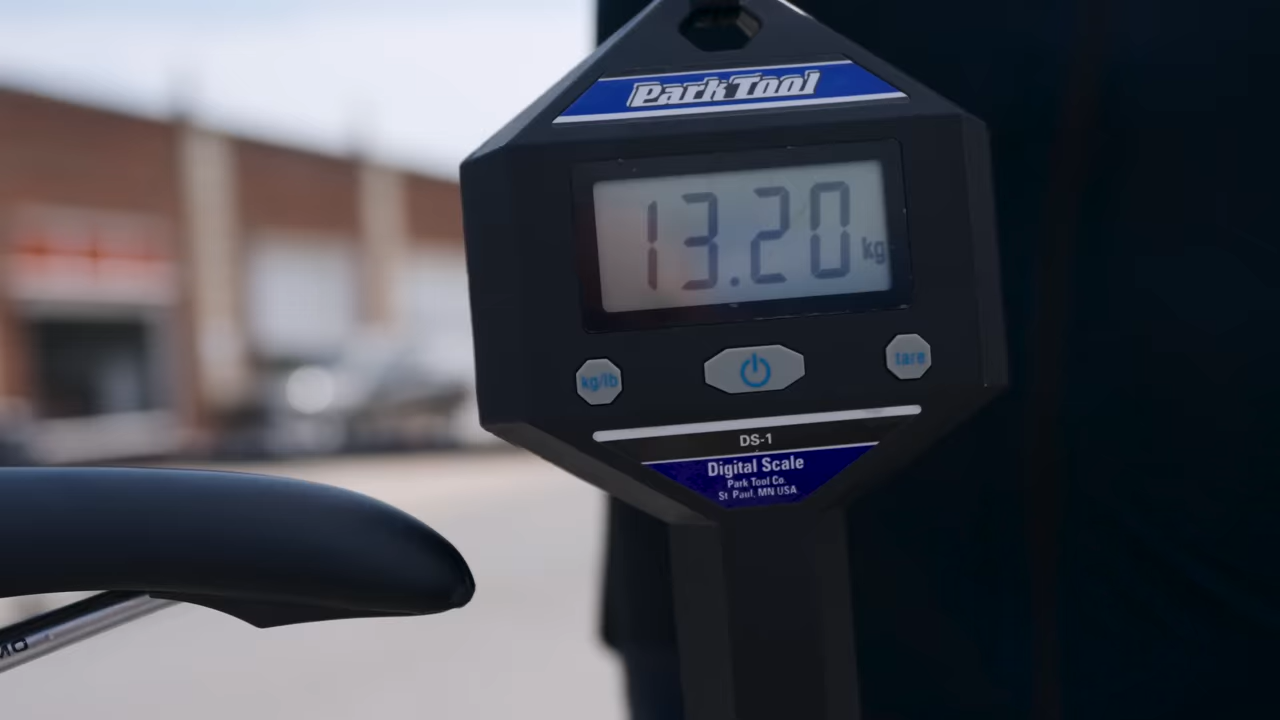 Park Tool
13.20 kg
kg/lb
tare
DS-1
Digital Scale
Park Tool Co.
St. Paul, MN USA